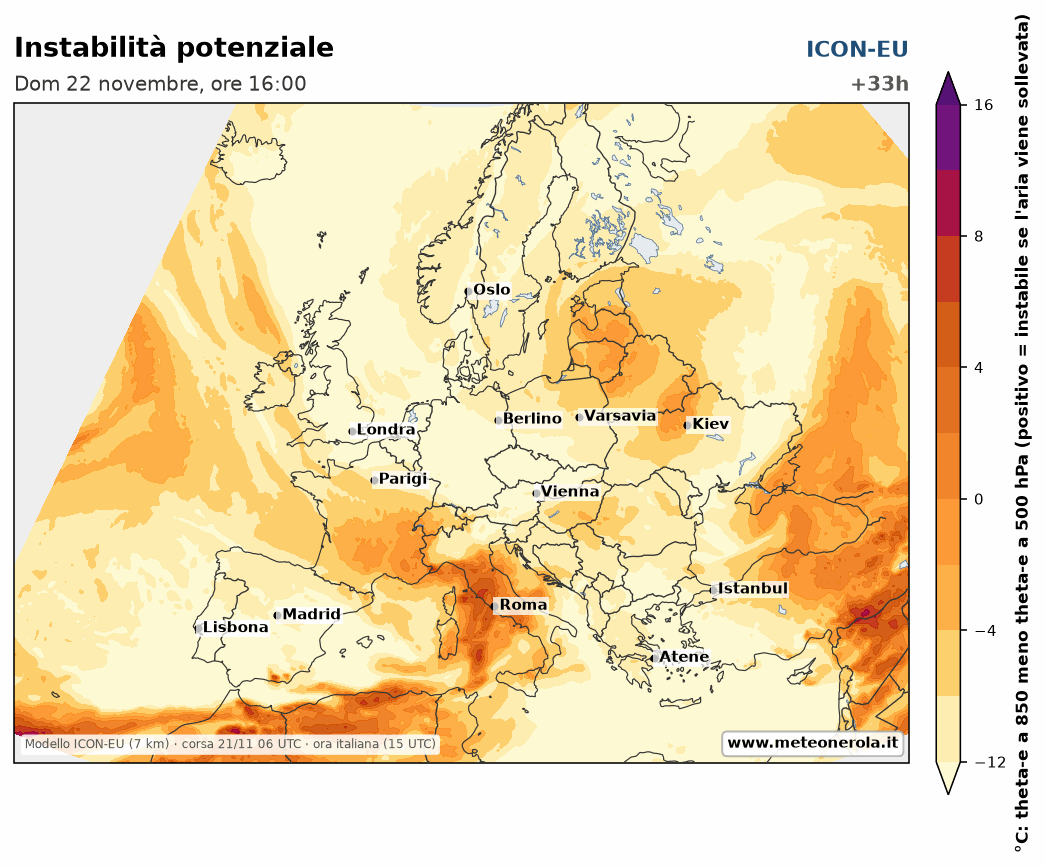 Instabilità potenziale
ICON-EU
Dom 22 novembre, ore 16:00
+33h
Oslo
Berlino
Varsavia
Kiev
Londra
Parigi
Vienna
Istanbul
Roma
Madrid
Lisbona
Atene
Modello ICON-EU (7 km) · corsa 21/11 06 UTC · ora italiana (15 UTC)
www.meteonerola.it
16
8
4
0
−4
−12
°C: theta-e a 850 meno theta-e a 500 hPa (positivo = instabile se l'aria viene sollevata)